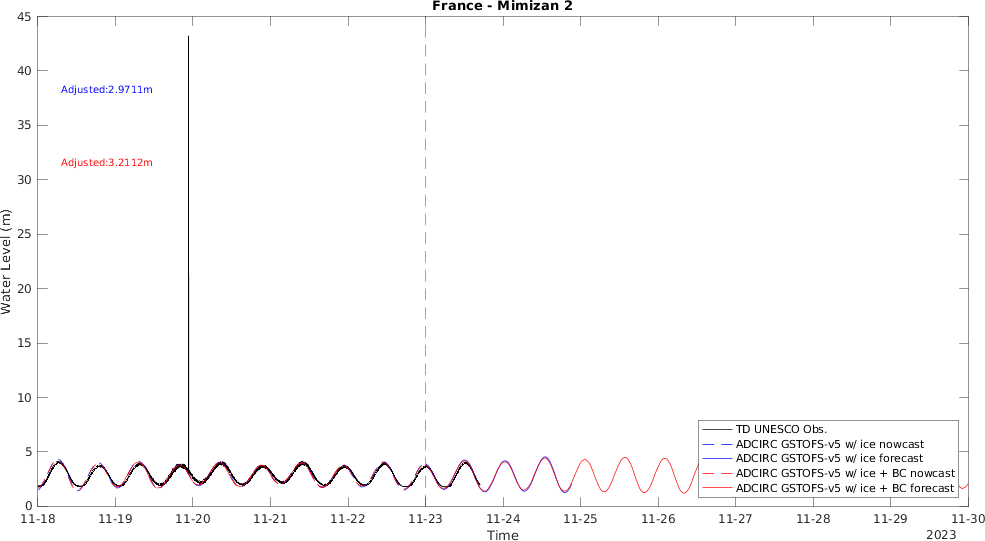 France - Mimizan 2
45
40
35
30
25
20
15
10
5
0
Water Level (m)
Adjusted:2.9711m
Adjusted:3.2112m
TD UNESCO Obs.
ADCIRC GSTOFS-v5 w/ ice nowcast
ADCIRC GSTOFS-v5 w/ ice forecast
ADCIRC GSTOFS-v5 w/ ice + BC nowcast
ADCIRC GSTOFS-v5 w/ ice + BC forecast
11-18 11-19 11-20 11-21 11-22 11-23 11-24 11-25 11-26 11-27 11-28 11-29 11-30
Time
2023